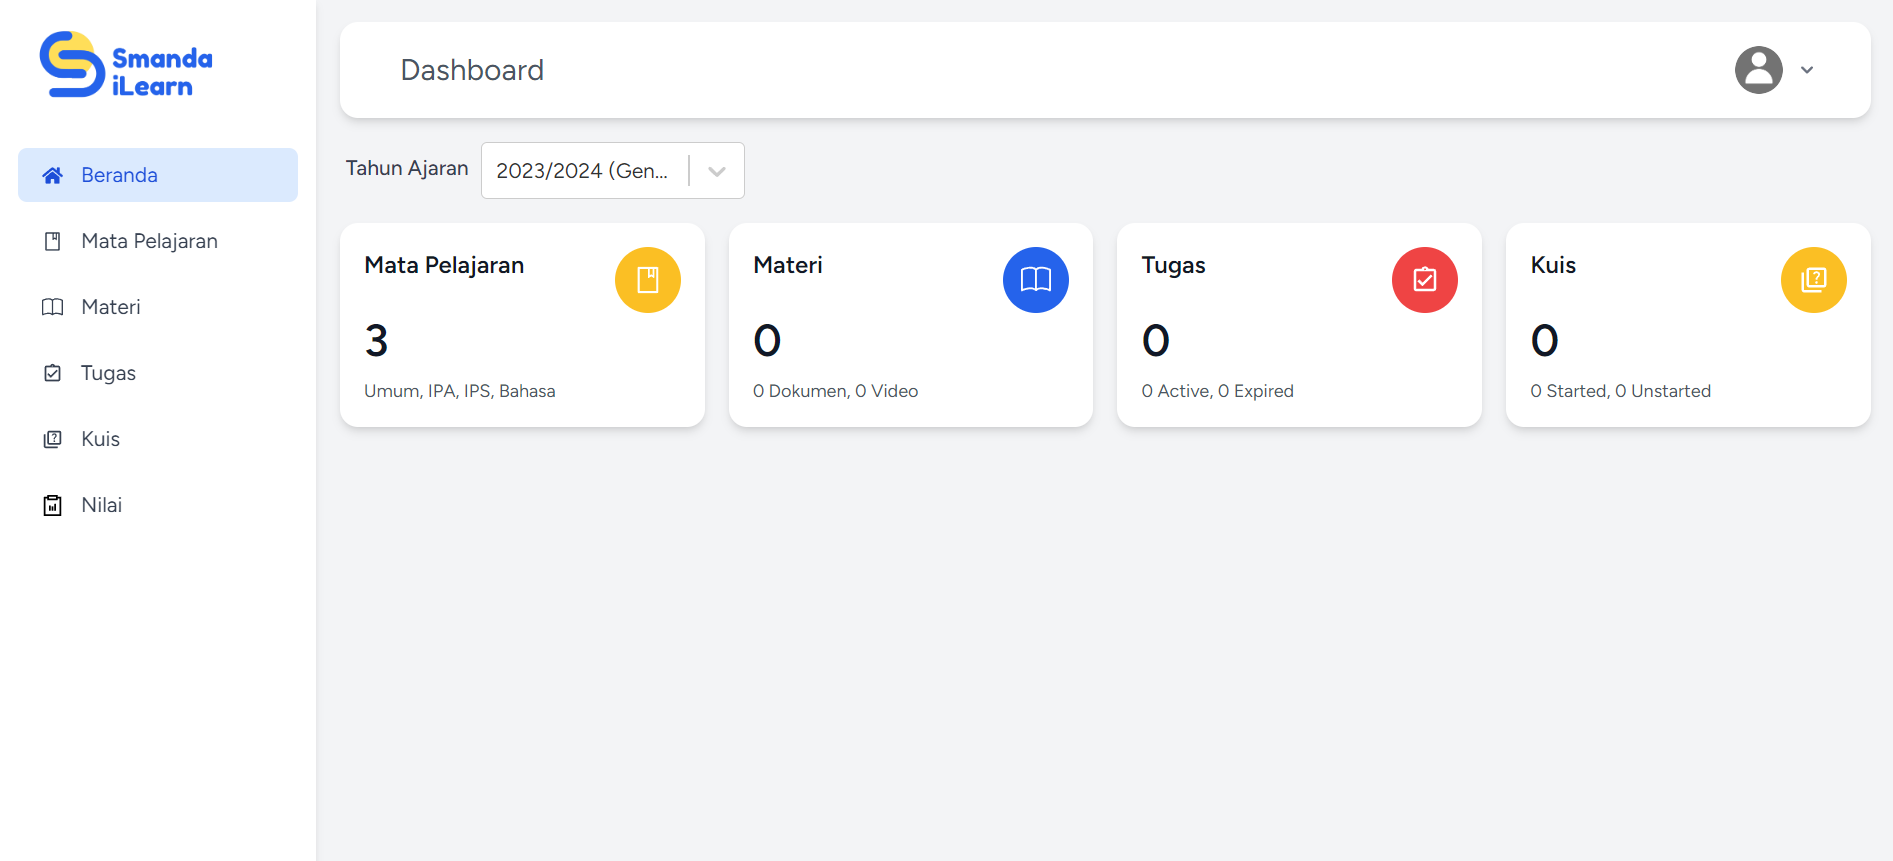 Smanda
iLearn
Beranda
Mata Pelajaran
Materi
Tugas
Kuis
Nilai
Dashboard
Tahun Ajaran
2023/2024 (Gen...
Mata Pelajaran
3
Umum, IPA, IPS, Bahasa
Materi
0
0 Dokumen, 0 Video
Tugas
0
0 Active, 0 Expired
Kuis
0
0 Started, 0 Unstarted